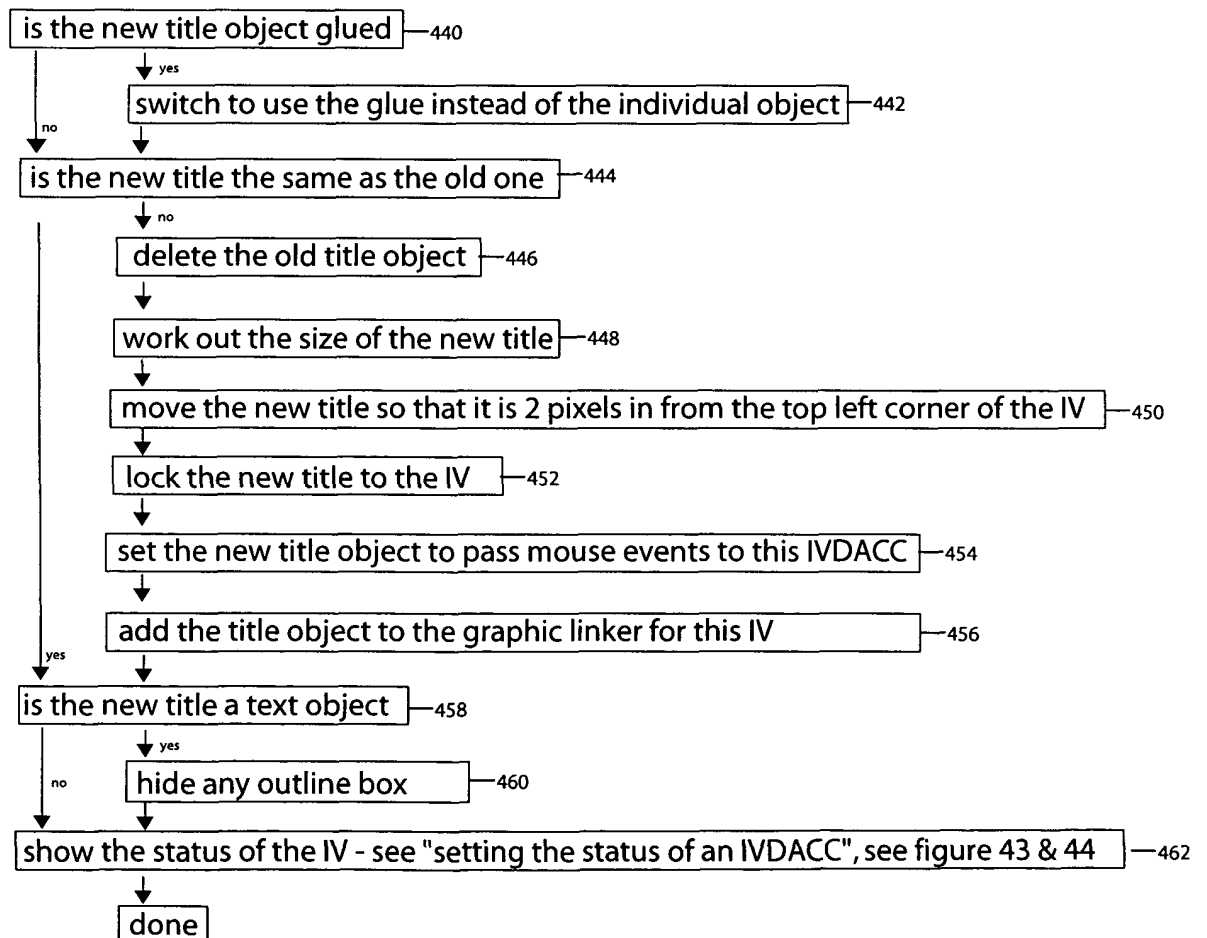 is the new title object glued 440
yes
switch to use the glue instead of the individual object 442
no
is the new title the same as the old one 444
no
delete the old title object 446
work out the size of the new title 448
move the new title so that it is 2 pixels in from the top left corner of the IV 450
lock the new title to the IV 452
set the new title object to pass mouse events to this IVDACC 454
add the title object to the graphic linker for this IV 456
yes
is the new title a text object 458
yes
no
hide any outline box 460
show the status of the IV - see "setting the status of an IVDACC", see figure 43 & 44 462
done